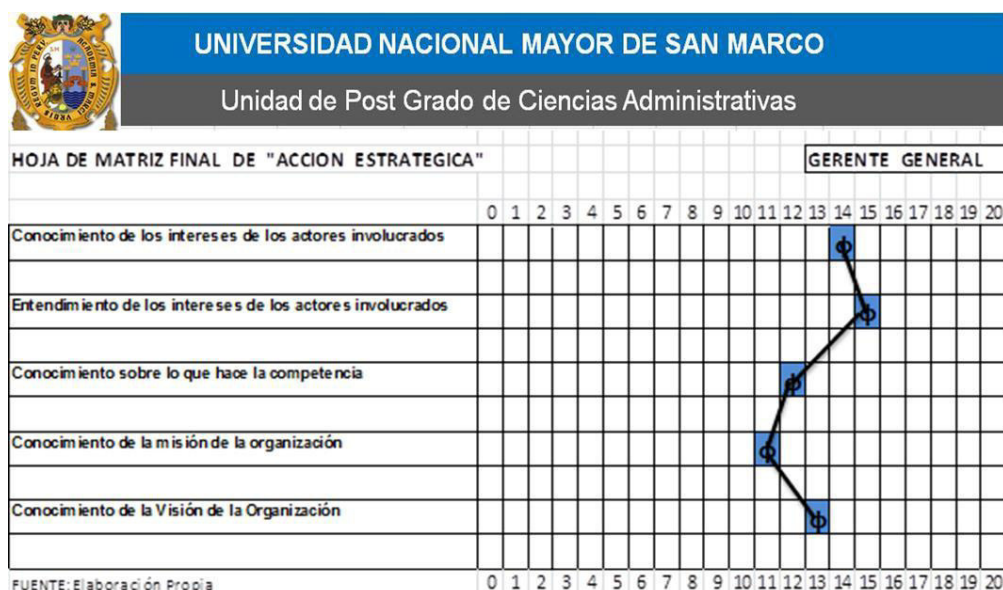 UNIVERSIDAD NACIONAL MAYOR DE SAN MARCO
Unidad de Post Grado de Ciencias Administrativas
HOJA DE MATRIZ FINAL DE "ACCION ESTRATEGICA"
GERENTE GENERAL
0 1 2 3 4 5 6 7 8 9 10 11 12 13 14 15 16 17 18 19 20
Conocimiento de los intereses de los actores involucrados
Entendimiento de los intereses de los actores involucrados
Conocimiento sobre lo que hace la competencia
Conocimiento de la misión de la organización
Conocimiento de la Visión de la Organización
FUENTE: Elaboración Propia
0 1 2 3 4 5 6 7 8 9 10 11 12 13 14 15 16 17 18 19 20